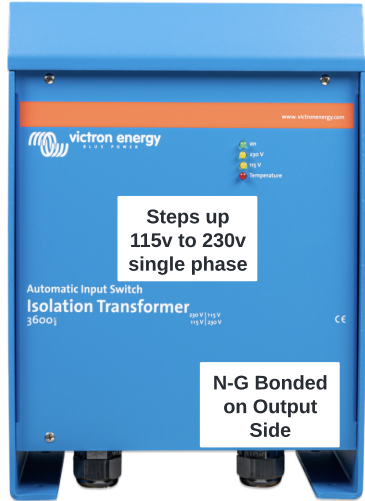 www.victronenergy.com
victron energy
BLUE POWER
on
230 V
115 V
Temperature
Steps up
115v to 230v
single phase
Automatic Input Switch
Isolation Transformer
3600
230 V | 115 V
115 V | 230 V
CE
N-G Bonded
on Output
Side